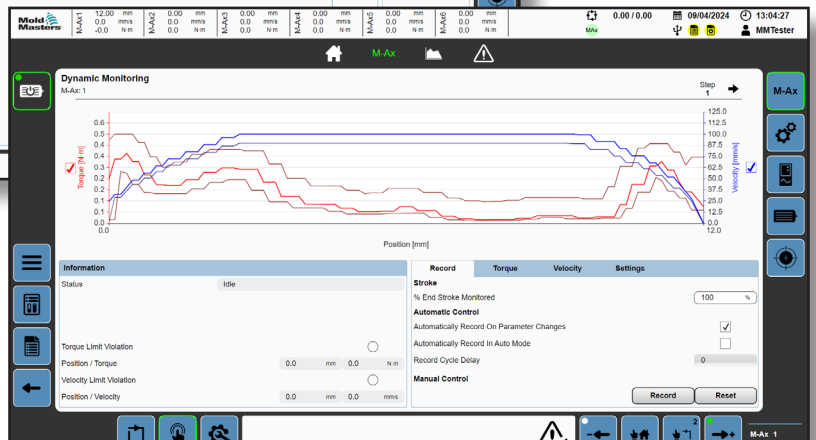 Mold Masters
M-Ax1 12.00 mm 0.0 mm/s -0.0 N·m
M-Ax2 0.00 mm 0.0 mm/s 0.0 N·m
M-Ax3 0.00 mm 0.0 mm/s 0.0 N·m
M-Ax4 0.00 mm 0.0 mm/s 0.0 N·m
M-Ax5 0.00 mm 0.0 mm/s 0.0 N·m
M-Ax6 0.00 mm 0.0 mm/s 0.0 N·m
MAx
0.00 / 0.00
09/04/2024
13:04:27
MMTester
M-Ax
Dynamic Monitoring
M-Ax: 1
Step
1
M-Ax
Torque [N·m]
0.6
0.5
0.4
0.4
0.3
0.2
0.2
0.1
0.0
0.0
Position [mm]
12.0
125.0
112.5
100.0
87.5
75.0
62.5
50.0
37.5
25.0
12.5
0.0
Velocity [mm/s]
Information
Status Idle
Torque Limit Violation
Position / Torque 0.0 mm 0.0 N·m
Velocity Limit Violation
Position / Velocity 0.0 mm 0.0 mm/s
Record Torque Velocity Settings
Stroke
% End Stroke Monitored 100 %
Automatic Control
Automatically Record On Parameter Changes
Automatically Record In Auto Mode
Record Cycle Delay 0
Manual Control
Record Reset
2
M-Ax 1